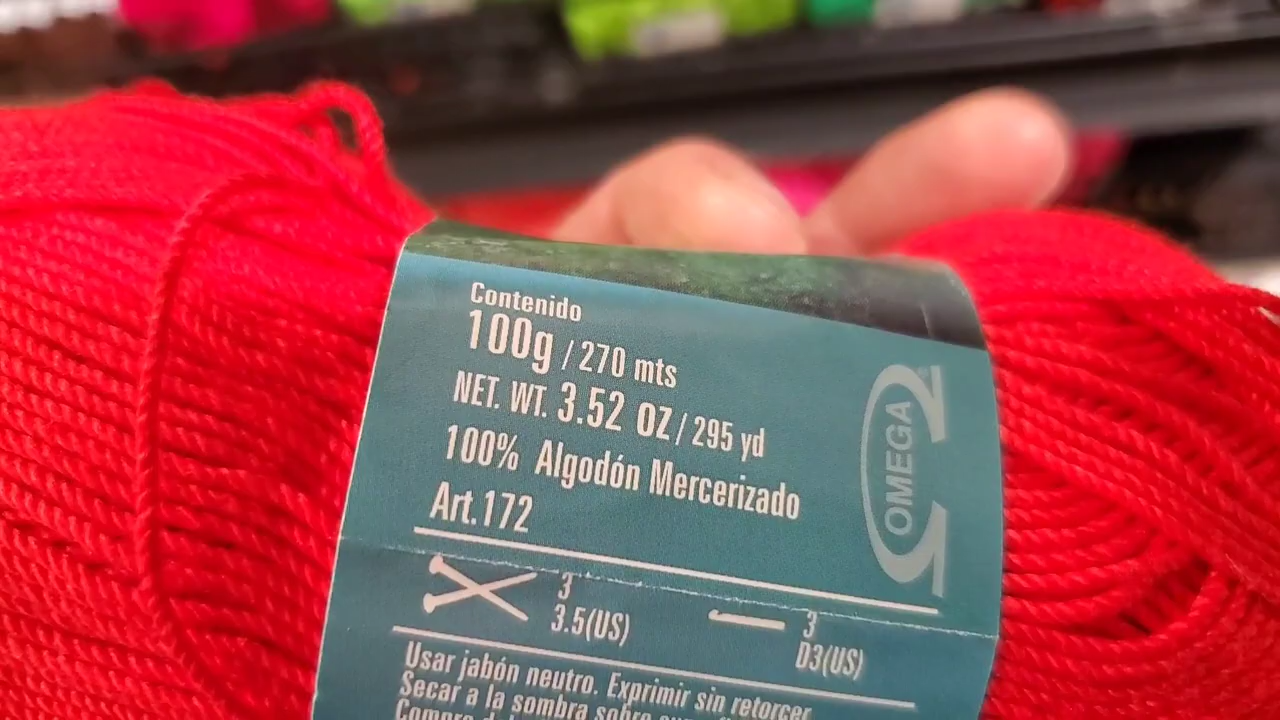 Contenido
100g / 270 mts
NET. WT. 3.52 OZ / 295 yd
100% Algodón Mercerizado
Art.172
OMEGA
3
3.5(US)
3
D3(US)
Usar jabón neutro. Exprimir sin retorcer
Secar a la sombra sobre